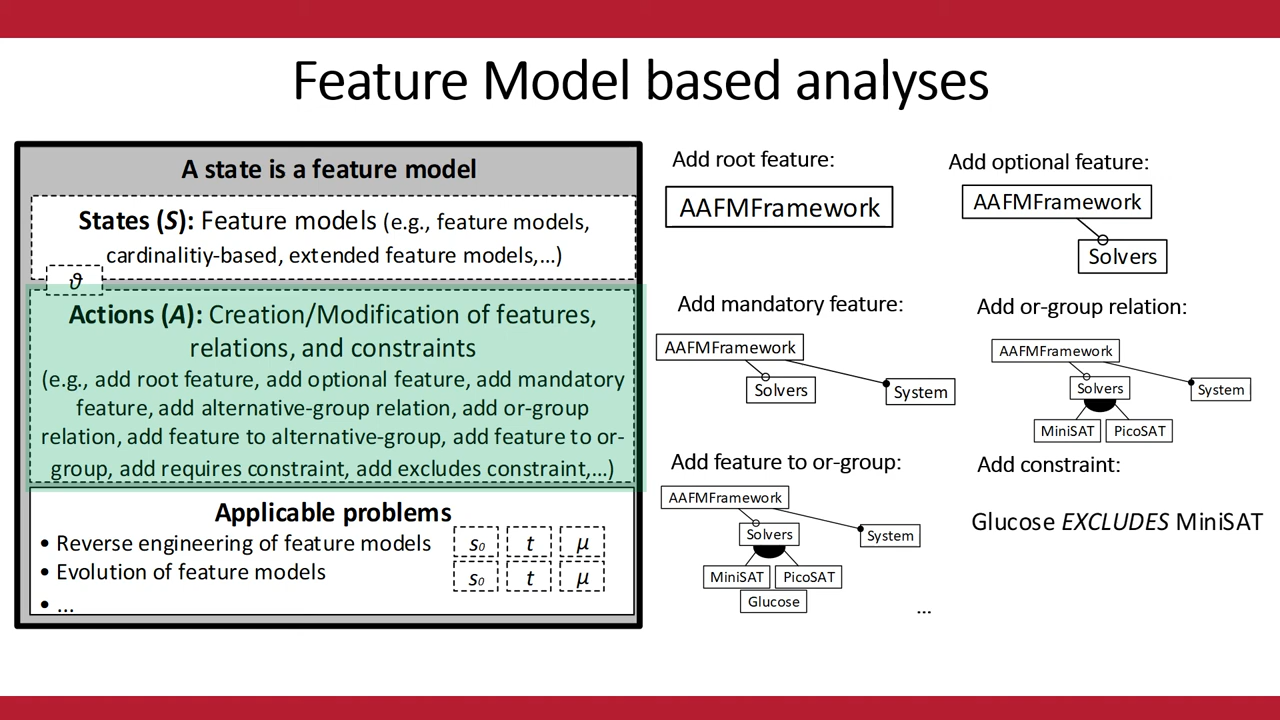 Feature Model based analyses
A state is a feature model
States (S): Feature models (e.g., feature models,
cardinalitiy-based, extended feature models,…)
ϑ
Actions (A): Creation/Modification of features,
relations, and constraints
(e.g., add root feature, add optional feature, add mandatory
feature, add alternative-group relation, add or-group
relation, add feature to alternative-group, add feature to or-
group, add requires constraint, add excludes constraint,…)
Applicable problems
• Reverse engineering of feature models s₀ t μ
• Evolution of feature models s₀ t μ
• …
Add root feature:
AAFMFramework
Add optional feature:
AAFMFramework
Solvers
Add mandatory feature:
AAFMFramework
Solvers
System
Add or-group relation:
AAFMFramework
Solvers
System
MiniSAT
PicoSAT
Add feature to or-group:
AAFMFramework
Solvers
System
MiniSAT
PicoSAT
Glucose
Add constraint:
Glucose EXCLUDES MiniSAT
…